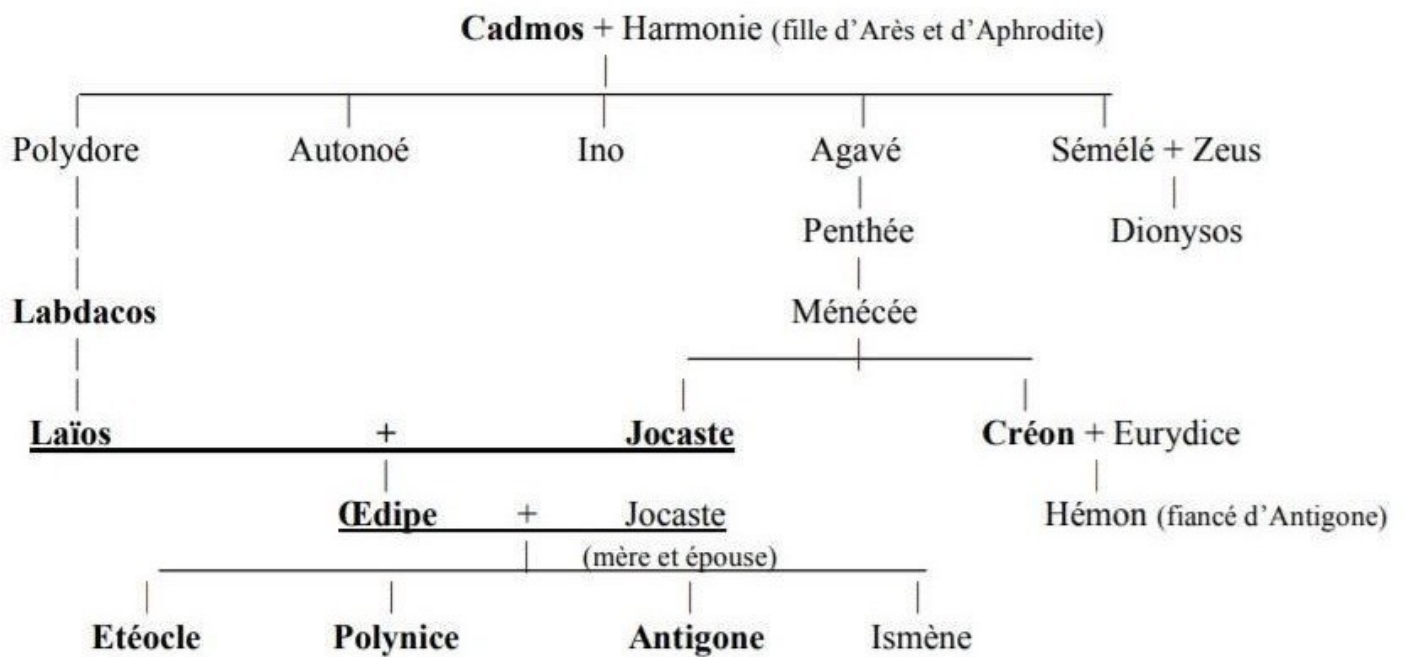 Cadmos + Harmonie (fille d'Arès et d'Aphrodite)
Polydore Autonoé Ino Agavé Sémélé + Zeus
Penthée Dionysos
Labdacos Ménécée
Laïos + Jocaste Créon + Eurydice
Œdipe + Jocaste Hémon (fiancé d'Antigone)
(mère et épouse)
Etéocle Polynice Antigone Ismène